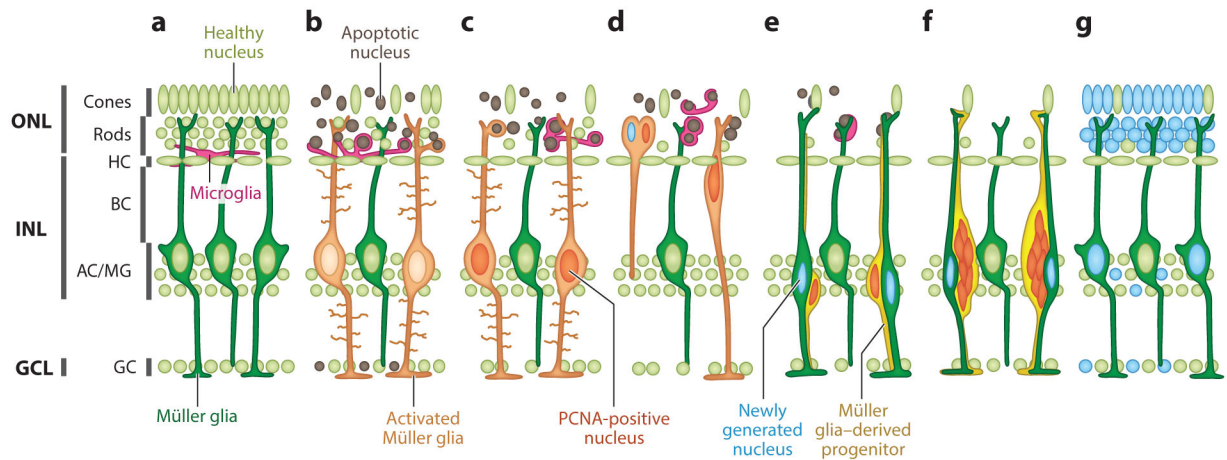 a b c d e f g
Healthy
nucleus
Apoptotic
nucleus
ONL
Cones
Rods
HC
Microglia
INL
BC
AC/MG
GCL
GC
Müller glia
Activated
Müller glia
PCNA-positive
nucleus
Newly
generated
nucleus
Müller
glia–derived
progenitor